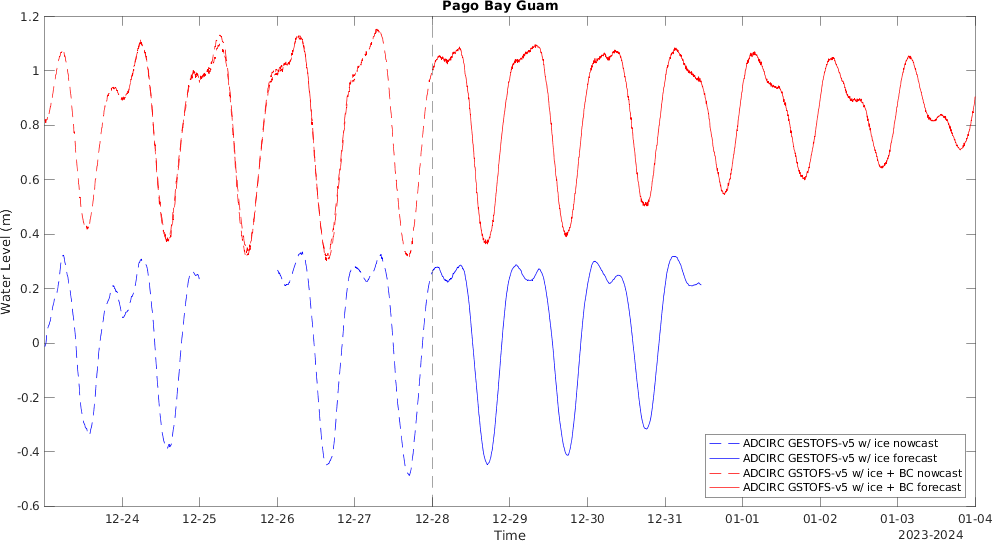 Pago Bay Guam
1.2
1
0.8
0.6
0.4
0.2
0
-0.2
-0.4
-0.6
Water Level (m)
12-24 12-25 12-26 12-27 12-28 12-29 12-30 12-31 01-01 01-02 01-03 01-04
Time
2023-2024
ADCIRC GESTOFS-v5 w/ ice nowcast
ADCIRC GESTOFS-v5 w/ ice forecast
ADCIRC GSTOFS-v5 w/ ice + BC nowcast
ADCIRC GSTOFS-v5 w/ ice + BC forecast